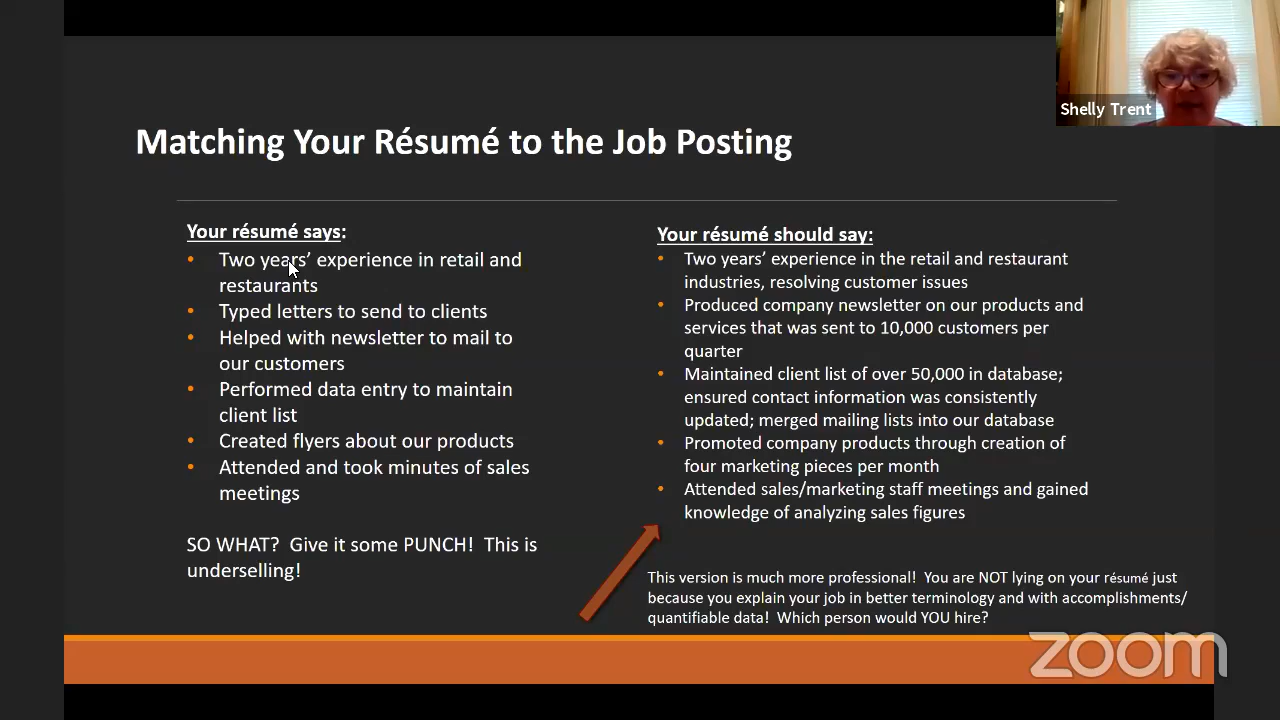 Shelly Trent
Matching Your Résumé to the Job Posting
Your résumé says:
• Two years’ experience in retail and
restaurants
• Typed letters to send to clients
• Helped with newsletter to mail to
our customers
• Performed data entry to maintain
client list
• Created flyers about our products
• Attended and took minutes of sales
meetings
SO WHAT?  Give it some PUNCH!  This is
underselling!
Your résumé should say:
• Two years’ experience in the retail and restaurant
industries, resolving customer issues
• Produced company newsletter on our products and
services that was sent to 10,000 customers per
quarter
• Maintained client list of over 50,000 in database;
ensured contact information was consistently
updated; merged mailing lists into our database
• Promoted company products through creation of
four marketing pieces per month
• Attended sales/marketing staff meetings and gained
knowledge of analyzing sales figures
This version is much more professional!  You are NOT lying on your résumé just
because you explain your job in better terminology and with accomplishments/
quantifiable data!  Which person would YOU hire?
zoom